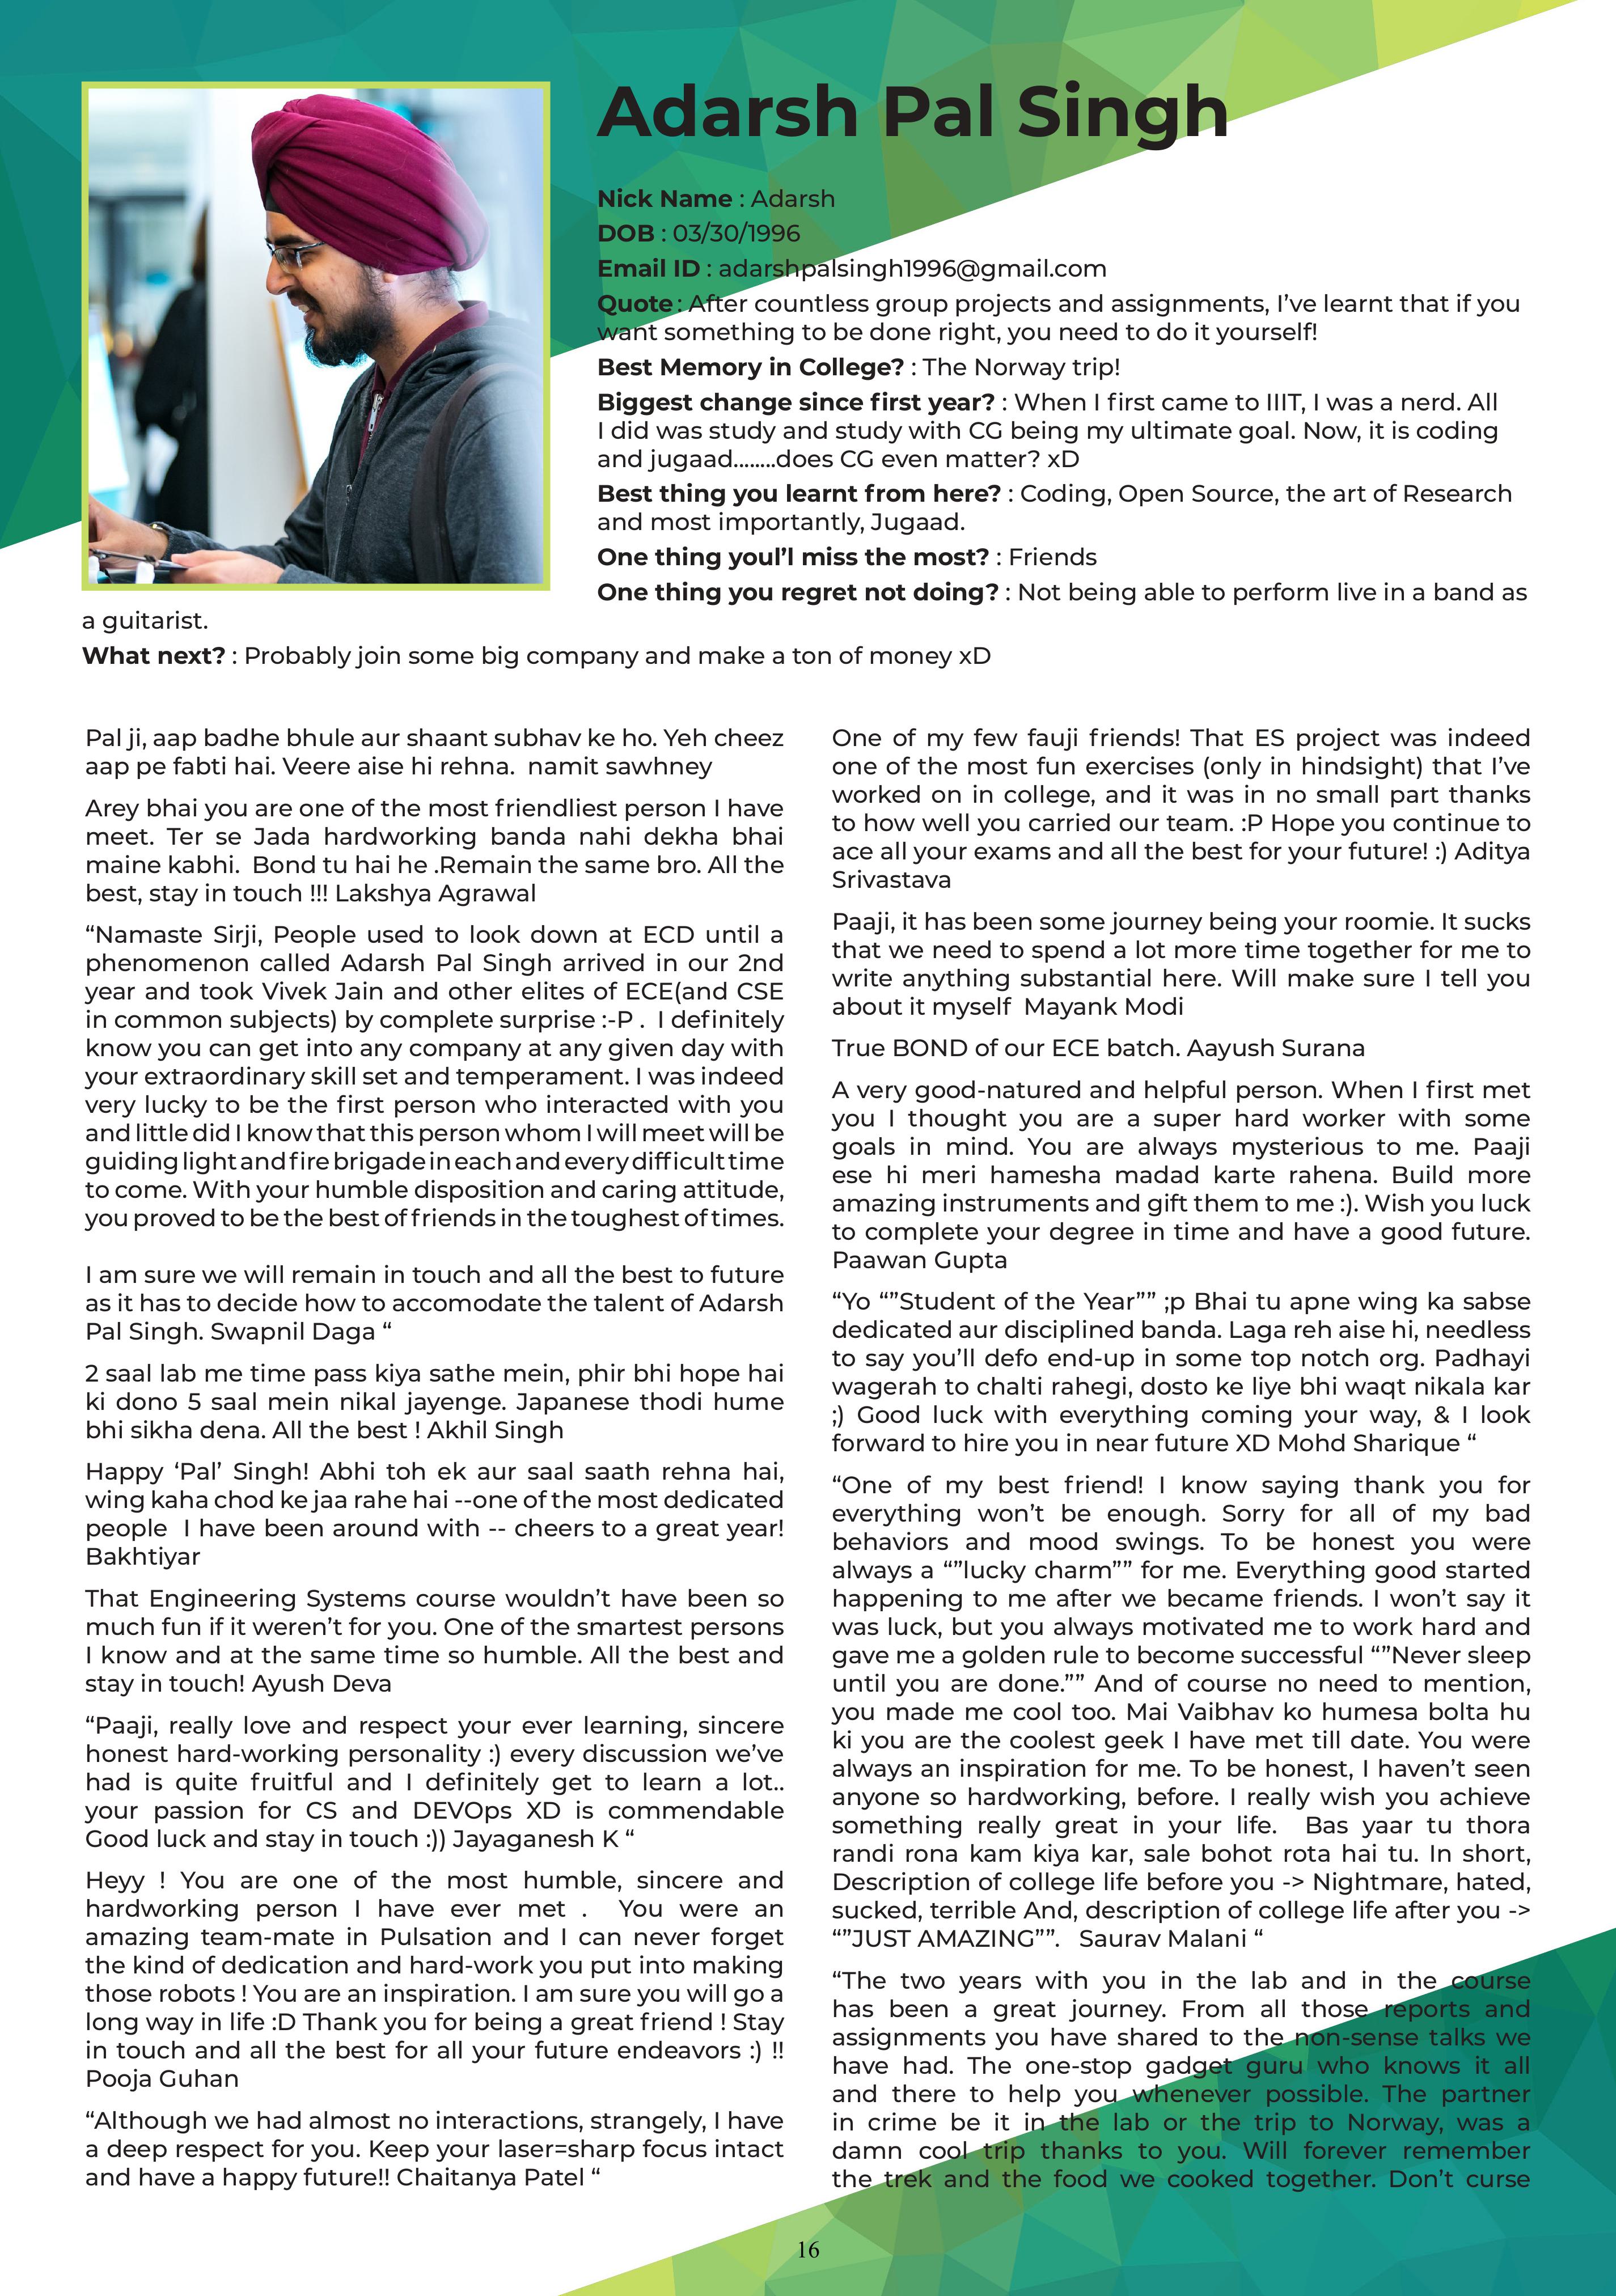 Adarsh Pal Singh
Nick Name : Adarsh
DOB : 03/30/1996
Email ID : adarshpalsingh1996@gmail.com
Quote : After countless group projects and assignments, I’ve learnt that if you
want something to be done right, you need to do it yourself!
Best Memory in College? : The Norway trip!
Biggest change since first year? : When I first came to IIIT, I was a nerd. All
I did was study and study with CG being my ultimate goal. Now, it is coding
and jugaad........does CG even matter? xD
Best thing you learnt from here? : Coding, Open Source, the art of Research
and most importantly, Jugaad.
One thing youl’l miss the most? : Friends
One thing you regret not doing? : Not being able to perform live in a band as
a guitarist.
What next? : Probably join some big company and make a ton of money xD
Pal ji, aap badhe bhule aur shaant subhav ke ho. Yeh cheez
aap pe fabti hai. Veere aise hi rehna.  namit sawhney
Arey bhai you are one of the most friendliest person I have
meet. Ter se Jada hardworking banda nahi dekha bhai
maine kabhi.  Bond tu hai he .Remain the same bro. All the
best, stay in touch !!! Lakshya Agrawal
“Namaste Sirji, People used to look down at ECD until a
phenomenon called Adarsh Pal Singh arrived in our 2nd
year and took Vivek Jain and other elites of ECE(and CSE
in common subjects) by complete surprise :-P .  I definitely
know you can get into any company at any given day with
your extraordinary skill set and temperament. I was indeed
very lucky to be the first person who interacted with you
and little did I know that this person whom I will meet will be
guiding light and fire brigade in each and every difficult time
to come. With your humble disposition and caring attitude,
you proved to be the best of friends in the toughest of times.
I am sure we will remain in touch and all the best to future
as it has to decide how to accomodate the talent of Adarsh
Pal Singh. Swapnil Daga “
2 saal lab me time pass kiya sathe mein, phir bhi hope hai
ki dono 5 saal mein nikal jayenge. Japanese thodi hume
bhi sikha dena. All the best ! Akhil Singh
Happy ‘Pal’ Singh! Abhi toh ek aur saal saath rehna hai,
wing kaha chod ke jaa rahe hai --one of the most dedicated
people  I have been around with -- cheers to a great year!
Bakhtiyar
That Engineering Systems course wouldn’t have been so
much fun if it weren’t for you. One of the smartest persons
I know and at the same time so humble. All the best and
stay in touch! Ayush Deva
“Paaji, really love and respect your ever learning, sincere
honest hard-working personality :) every discussion we’ve
had is quite fruitful and I definitely get to learn a lot..
your passion for CS and DEVOps XD is commendable
Good luck and stay in touch :)) Jayaganesh K “
Heyy ! You are one of the most humble, sincere and
hardworking person I have ever met .  You were an
amazing team-mate in Pulsation and I can never forget
the kind of dedication and hard-work you put into making
those robots ! You are an inspiration. I am sure you will go a
long way in life :D Thank you for being a great friend ! Stay
in touch and all the best for all your future endeavors :) !!
Pooja Guhan
“Although we had almost no interactions, strangely, I have
a deep respect for you. Keep your laser=sharp focus intact
and have a happy future!! Chaitanya Patel “
One of my few fauji friends! That ES project was indeed
one of the most fun exercises (only in hindsight) that I’ve
worked on in college, and it was in no small part thanks
to how well you carried our team. :P Hope you continue to
ace all your exams and all the best for your future! :) Aditya
Srivastava
Paaji, it has been some journey being your roomie. It sucks
that we need to spend a lot more time together for me to
write anything substantial here. Will make sure I tell you
about it myself  Mayank Modi
True BOND of our ECE batch. Aayush Surana
A very good-natured and helpful person. When I first met
you I thought you are a super hard worker with some
goals in mind. You are always mysterious to me. Paaji
ese hi meri hamesha madad karte rahena. Build more
amazing instruments and gift them to me :). Wish you luck
to complete your degree in time and have a good future.
Paawan Gupta
“Yo “”Student of the Year”” ;p Bhai tu apne wing ka sabse
dedicated aur disciplined banda. Laga reh aise hi, needless
to say you’ll defo end-up in some top notch org. Padhayi
wagerah to chalti rahegi, dosto ke liye bhi waqt nikala kar
;) Good luck with everything coming your way, & I look
forward to hire you in near future XD Mohd Sharique “
“One of my best friend! I know saying thank you for
everything won’t be enough. Sorry for all of my bad
behaviors and mood swings. To be honest you were
always a “”lucky charm”” for me. Everything good started
happening to me after we became friends. I won’t say it
was luck, but you always motivated me to work hard and
gave me a golden rule to become successful “”Never sleep
until you are done.”” And of course no need to mention,
you made me cool too. Mai Vaibhav ko humesa bolta hu
ki you are the coolest geek I have met till date. You were
always an inspiration for me. To be honest, I haven’t seen
anyone so hardworking, before. I really wish you achieve
something really great in your life.  Bas yaar tu thora
randi rona kam kiya kar, sale bohot rota hai tu. In short,
Description of college life before you -> Nightmare, hated,
sucked, terrible And, description of college life after you ->
“”JUST AMAZING””.   Saurav Malani “
“The two years with you in the lab and in the course
has been a great journey. From all those reports and
assignments you have shared to the non-sense talks we
have had. The one-stop gadget guru who knows it all
and there to help you whenever possible. The partner
in crime be it in the lab or the trip to Norway, was a
damn cool trip thanks to you. Will forever remember
the trek and the food we cooked together. Don’t curse
16